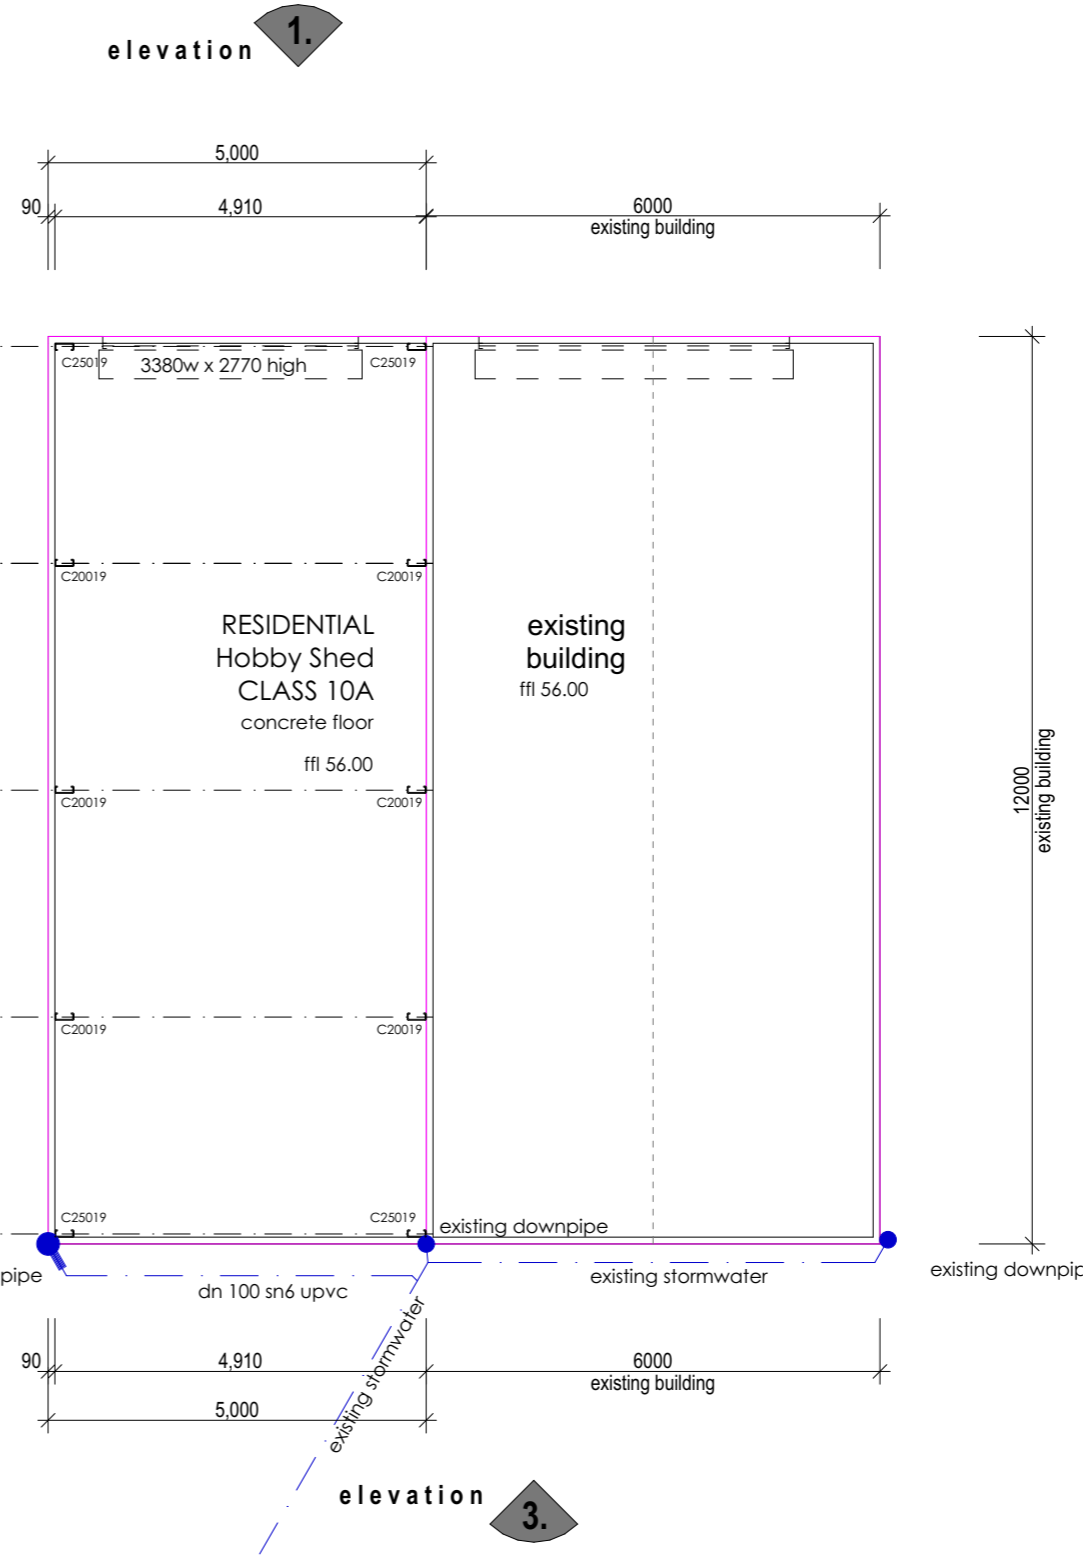 1.
elevation
5,000
90
4,910
6000
existing building
C25019
3380w x 2770 high
C25019
C20019
C20019
RESIDENTIAL
Hobby Shed
CLASS 10A
concrete floor
ffl 56.00
existing
building
ffl 56.00
12000
existing building
C20019
C20019
C20019
C20019
C25019
C25019
existing downpipe
pipe
dn 100 sn6 upvc
existing stormwater
existing stormwater
existing downpip
90
4,910
6000
existing building
5,000
elevation
3.